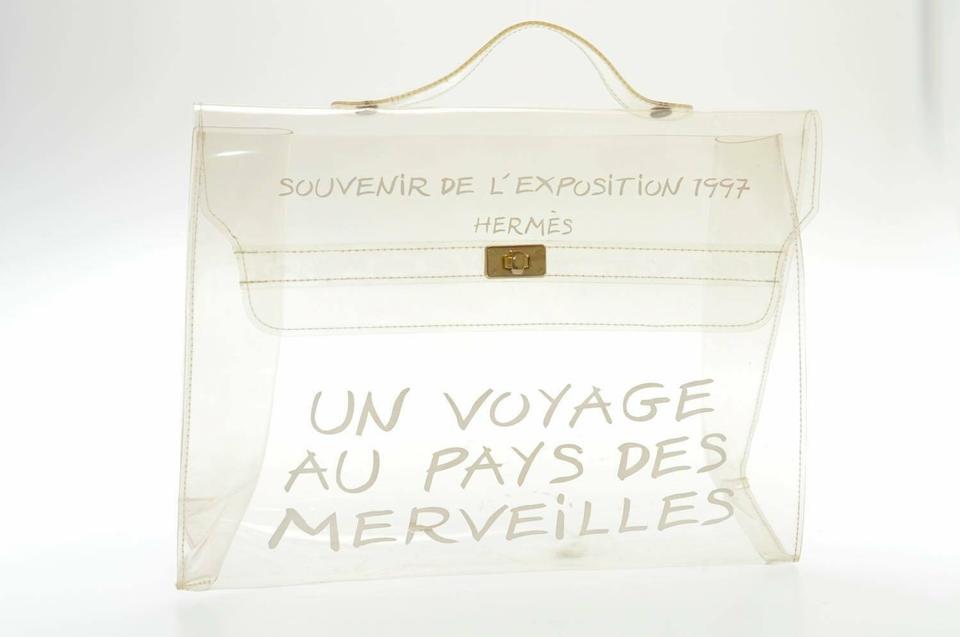 SOUVENiR DE L'EXPOSiTiON 1997
HERMÈS
UN VOYAGE
AU PAYS DES
MERVEiLLES